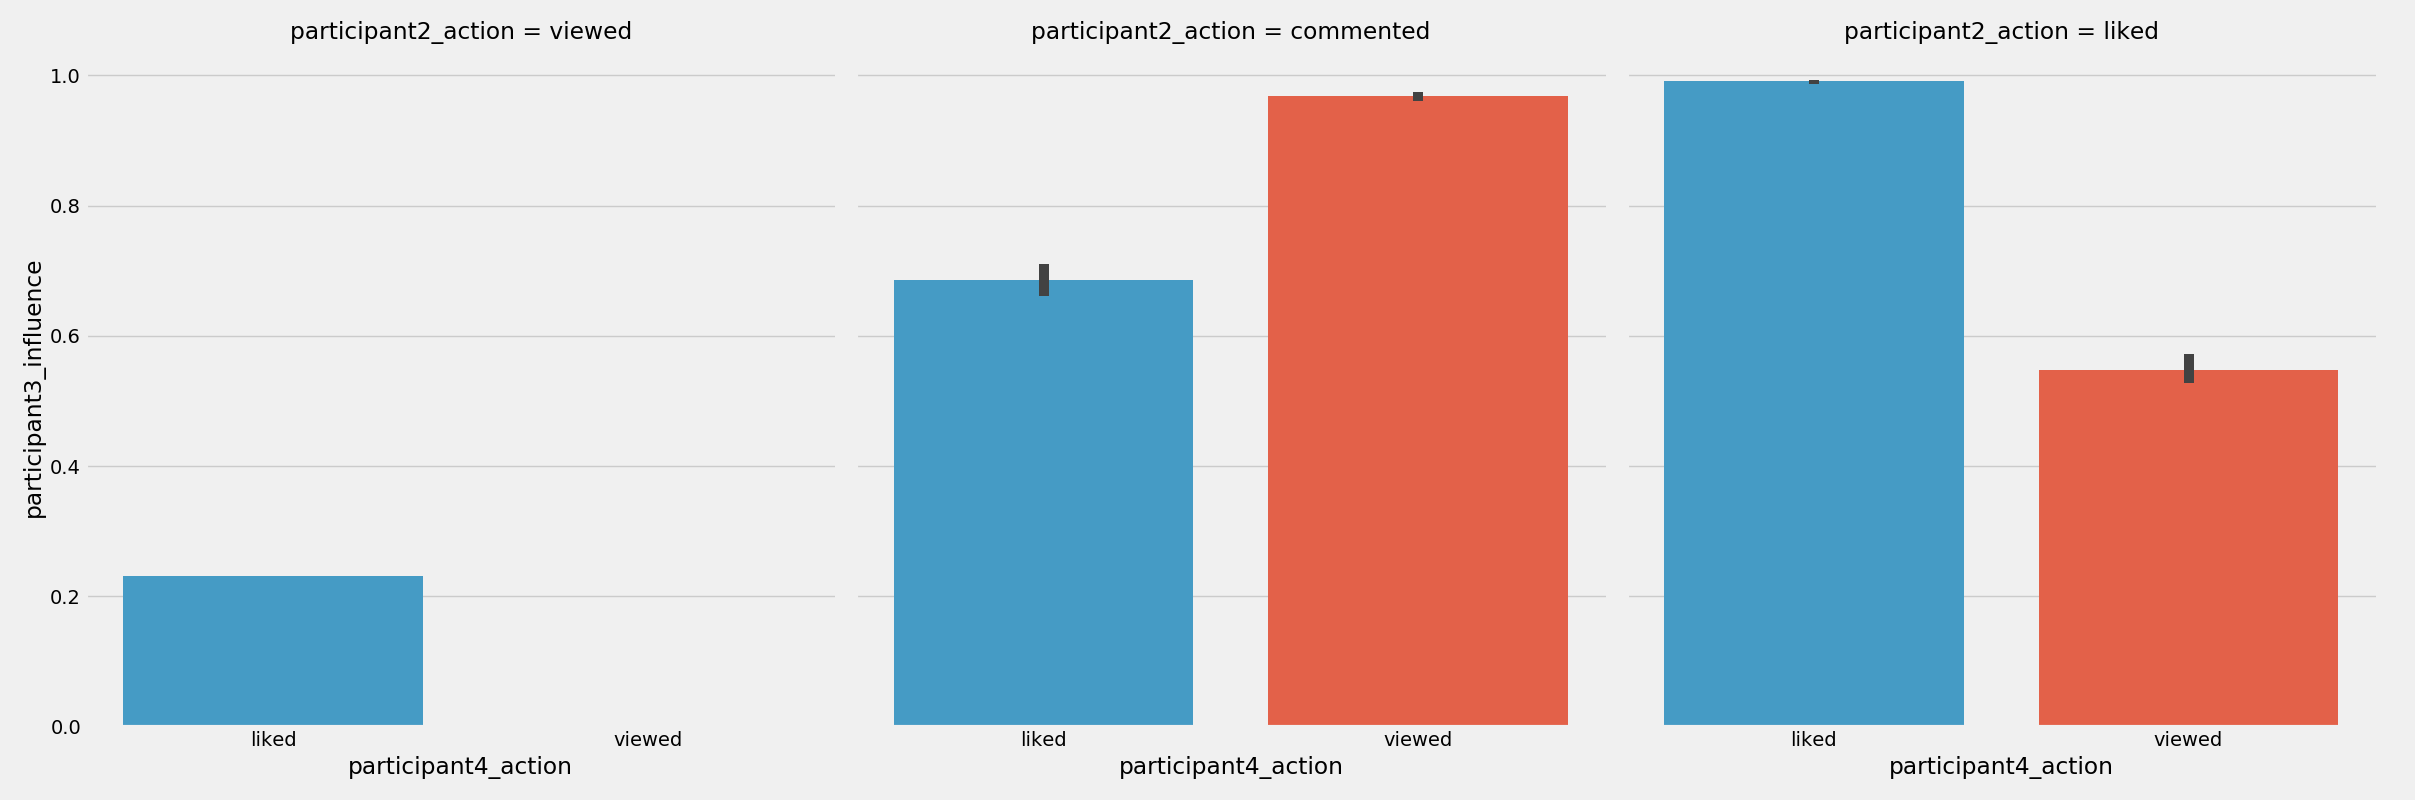 participant2_action = viewed
participant2_action = commented
participant2_action = liked
participant3_influence
1.0
0.8
0.6
0.4
0.2
0.0
liked
viewed
liked
viewed
liked
viewed
participant4_action
participant4_action
participant4_action